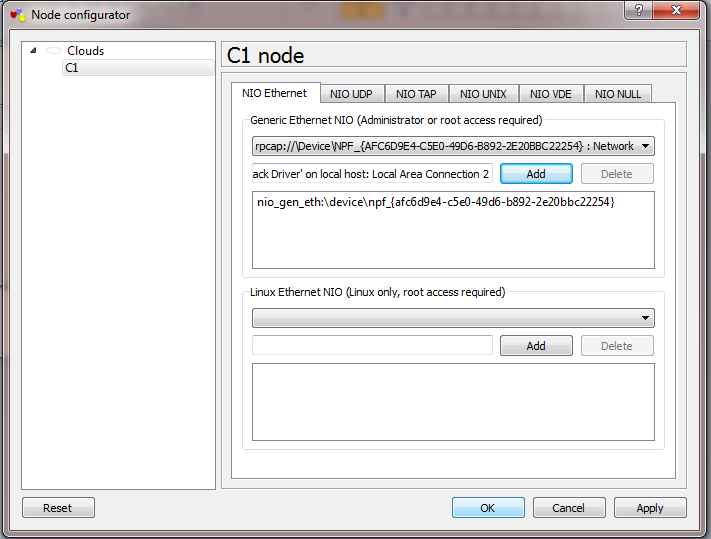 Node configurator
?
Clouds
C1
C1 node
NIO Ethernet
NIO UDP
NIO TAP
NIO UNIX
NIO VDE
NIO NULL
Generic Ethernet NIO (Administrator or root access required)
rpcap://\Device\NPF_{AFC6D9E4-C5E0-49D6-B892-2E20BBC22254} : Network
ack Driver' on local host: Local Area Connection 2
Add
Delete
nio_gen_eth:\device\npf_{afc6d9e4-c5e0-49d6-b892-2e20bbc22254}
Linux Ethernet NIO (Linux only, root access required)
Add
Delete
Reset
OK
Cancel
Apply